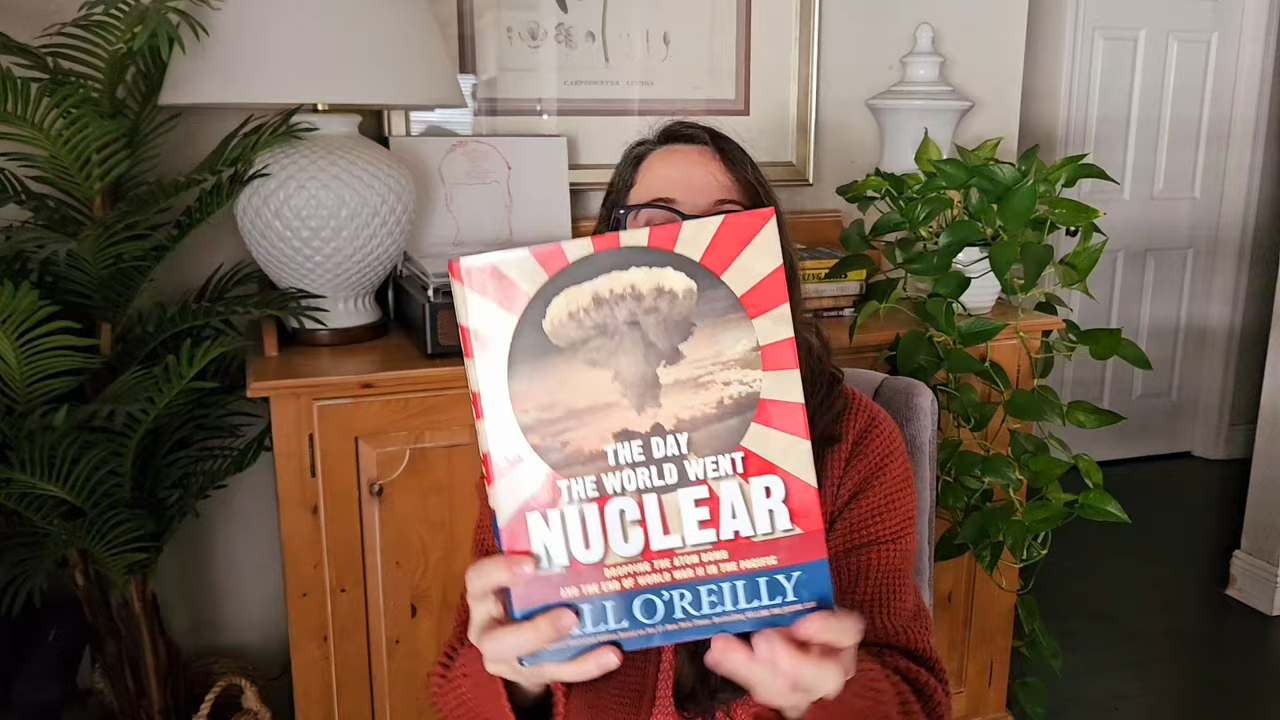 THE DAY
THE WORLD WENT
NUCLEAR
DROPPING THE ATOM BOMB
AND THE END OF WORLD WAR II IN THE PACIFIC
ILL O'REILLY